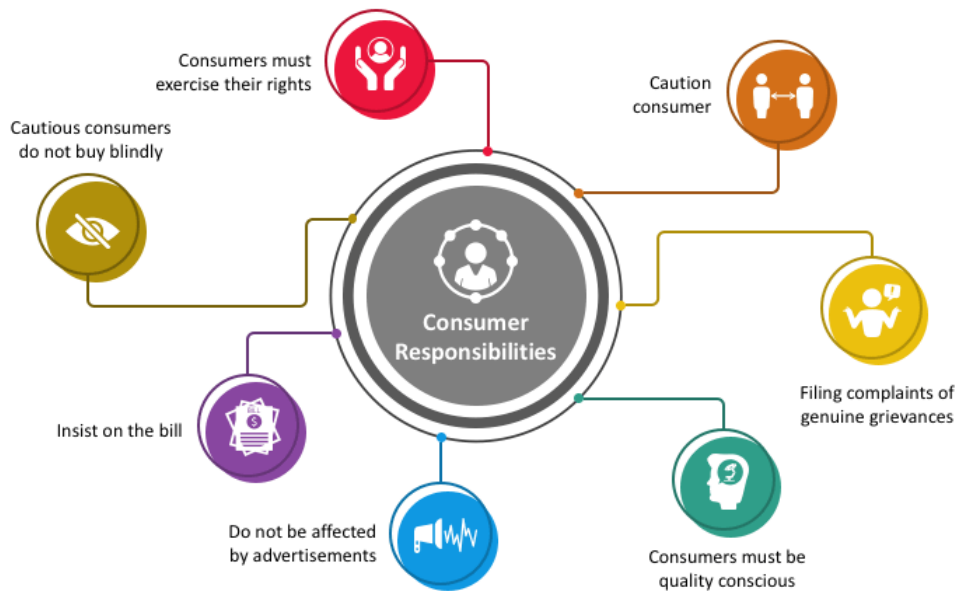 Consumers must
exercise their rights
Caution
consumer
Cautious consumers
do not buy blindly
Consumer
Responsibilities
Filing complaints of
genuine grievances
Insist on the bill
BILL
$
Do not be affected
by advertisements
Consumers must be
quality conscious
!